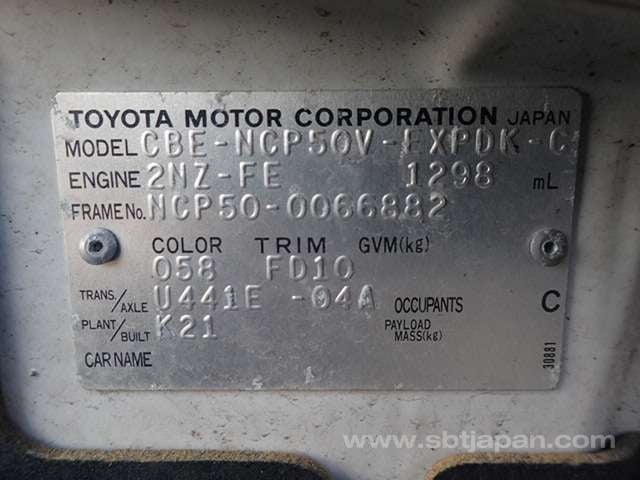 TOYOTA MOTOR CORPORATION JAPAN
MODEL CBE-NCP50V-EXPDK-C
ENGINE 2NZ-FE 1298 mL
FRAME No. NCP50-0066882
COLOR TRIM GVM(kg)
058 FD10
TRANS./AXLE U441E -04A OCCUPANTS C
PLANT/BUILT K21 PAYLOAD MASS(kg)
CAR NAME
30881
www.sbtjapan.com